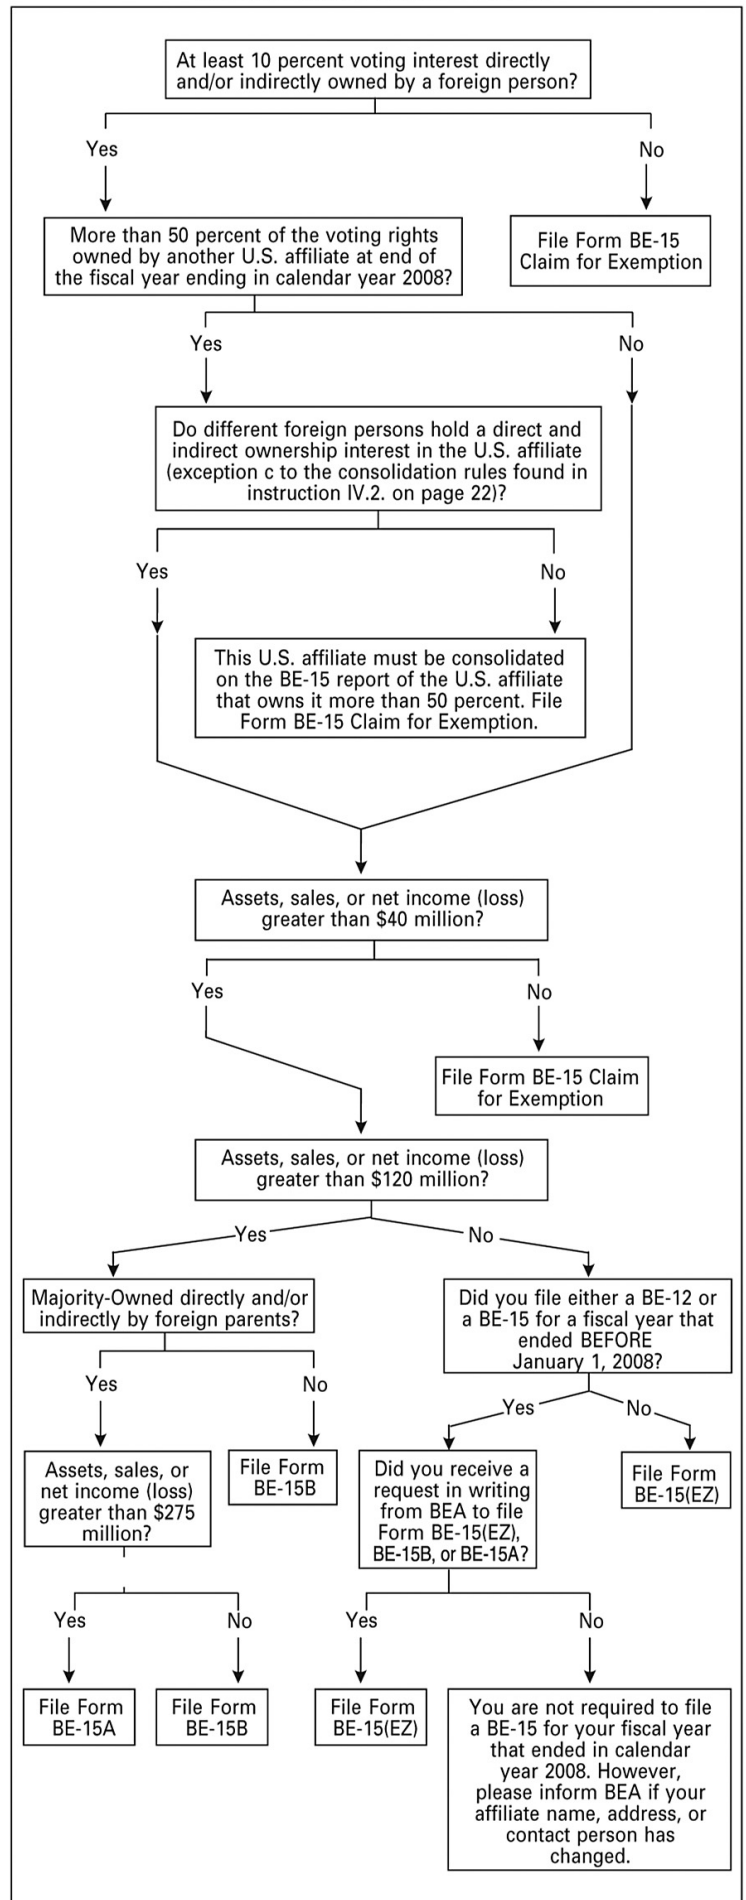 At least 10 percent voting interest directly
and/or indirectly owned by a foreign person?
Yes
No
More than 50 percent of the voting rights
owned by another U.S. affiliate at end of
the fiscal year ending in calendar year 2008?
File Form BE-15
Claim for Exemption
Yes
No
Do different foreign persons hold a direct and
indirect ownership interest in the U.S. affiliate
(exception c to the consolidation rules found in
instruction IV.2. on page 22)?
Yes
No
This U.S. affiliate must be consolidated
on the BE-15 report of the U.S. affiliate
that owns it more than 50 percent. File
Form BE-15 Claim for Exemption.
Assets, sales, or net income (loss)
greater than $40 million?
Yes
No
File Form BE-15 Claim
for Exemption
Assets, sales, or net income (loss)
greater than $120 million?
Yes
No
Majority-Owned directly and/or
indirectly by foreign parents?
Did you file either a BE-12 or
a BE-15 for a fiscal year that
ended BEFORE
January 1, 2008?
Yes
No
Yes
No
Assets, sales, or
net income (loss)
greater than $275
million?
File Form
BE-15B
Did you receive a
request in writing
from BEA to file
Form BE-15(EZ),
BE-15B, or BE-15A?
File Form
BE-15(EZ)
Yes
No
Yes
No
File Form
BE-15A
File Form
BE-15B
File Form
BE-15(EZ)
You are not required to file
a BE-15 for your fiscal year
that ended in calendar
year 2008. However,
please inform BEA if your
affiliate name, address, or
contact person has
changed.